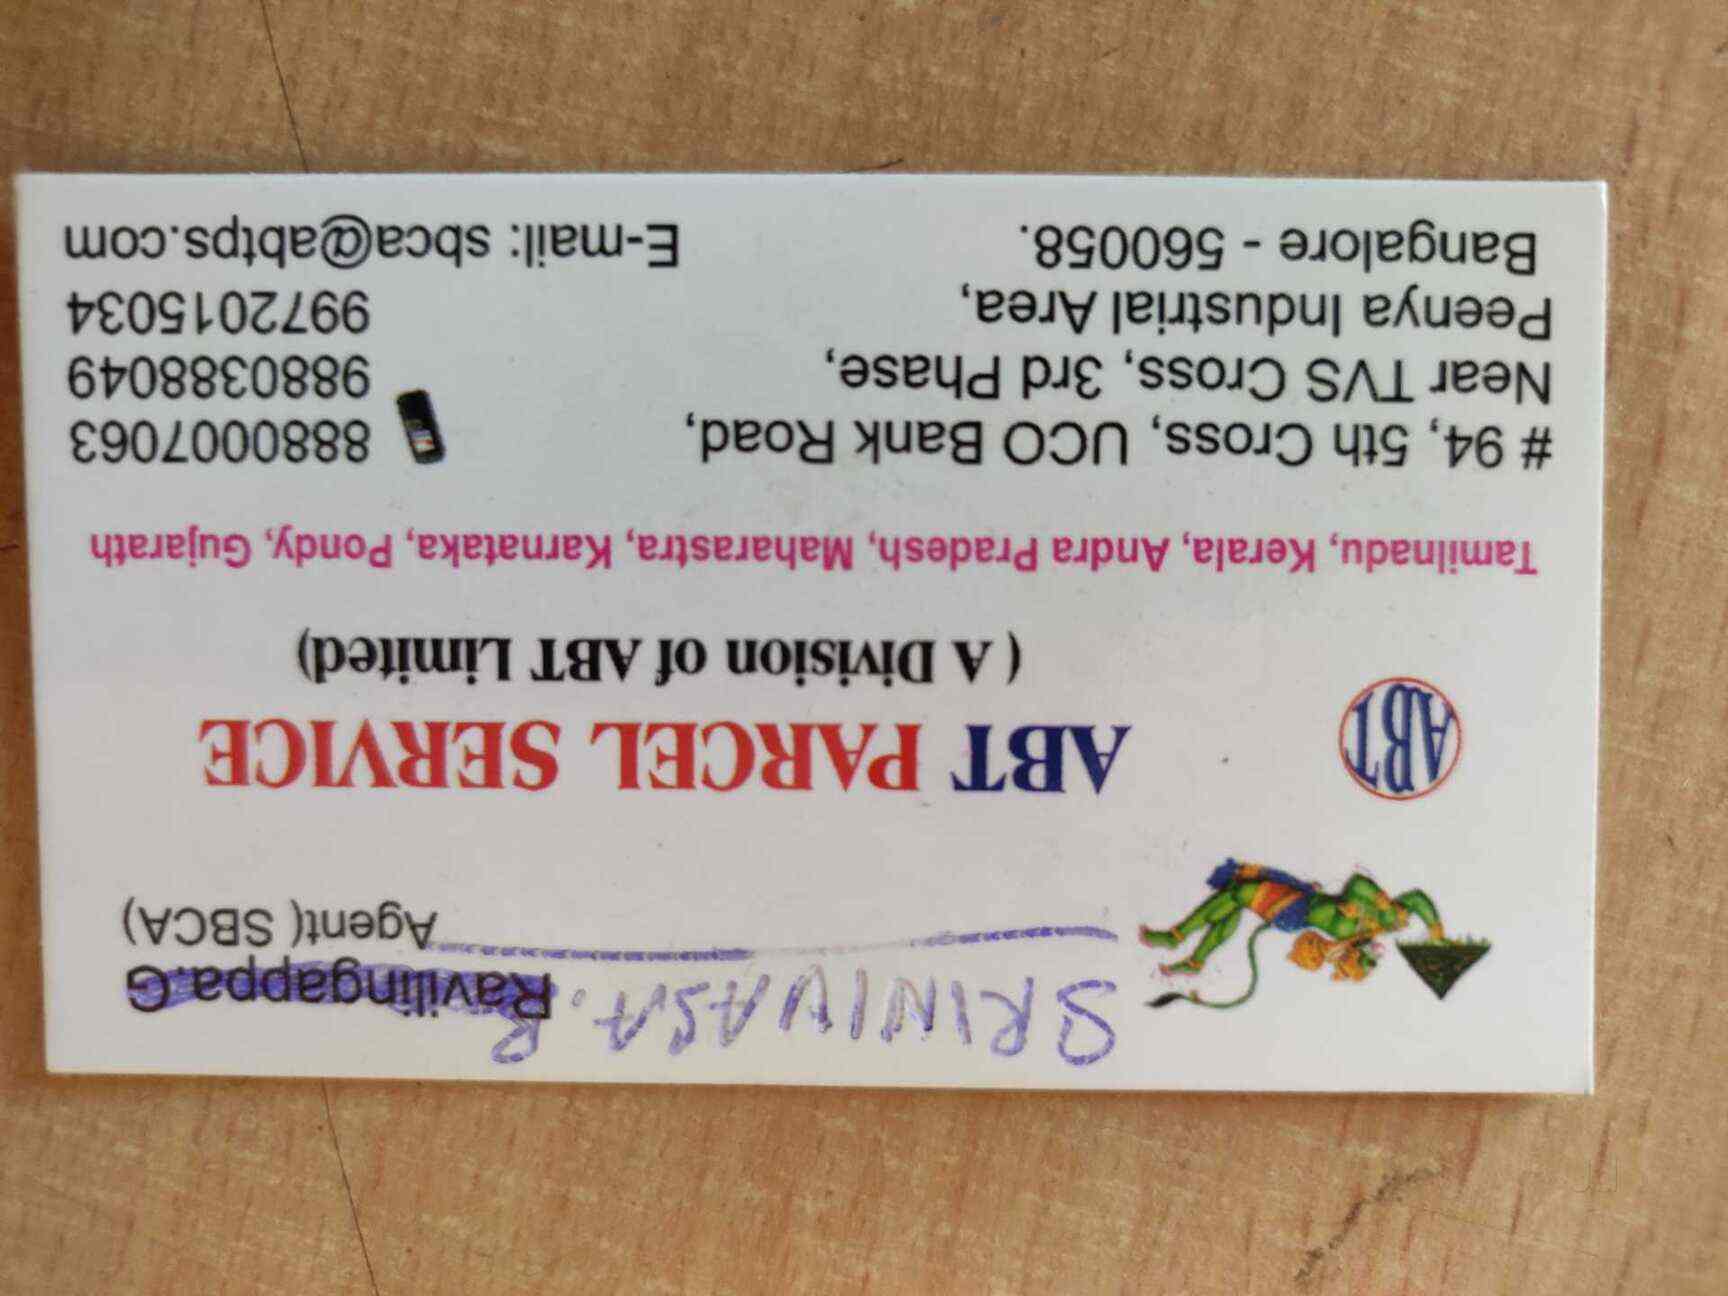 SRINIVASA. R
Ravilingappa.G
Agent( SBCA)
ABT
ABT PARCEL SERVICE
( A Division of ABT Limited)
Tamilnadu, Kerala, Andra Pradesh, Maharastra, Karnataka, Pondy, Gujarath
# 94, 5th Cross, UCO Bank Road,
Near TVS Cross, 3rd Phase,
Peenya Industrial Area,
Bangalore - 560058.
8880007063
9880388049
9972015034
E-mail: sbca@abtps.com